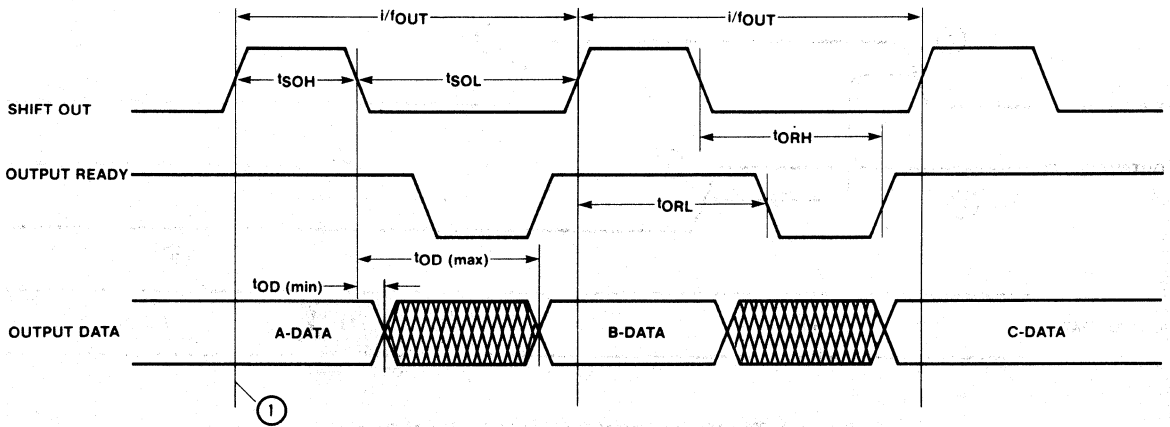 i/fOUT i/fOUT
tSOH tSOL
SHIFT OUT
tORH
OUTPUT READY
tORL
tOD (max)
tOD (min)
OUTPUT DATA A-DATA B-DATA C-DATA
1